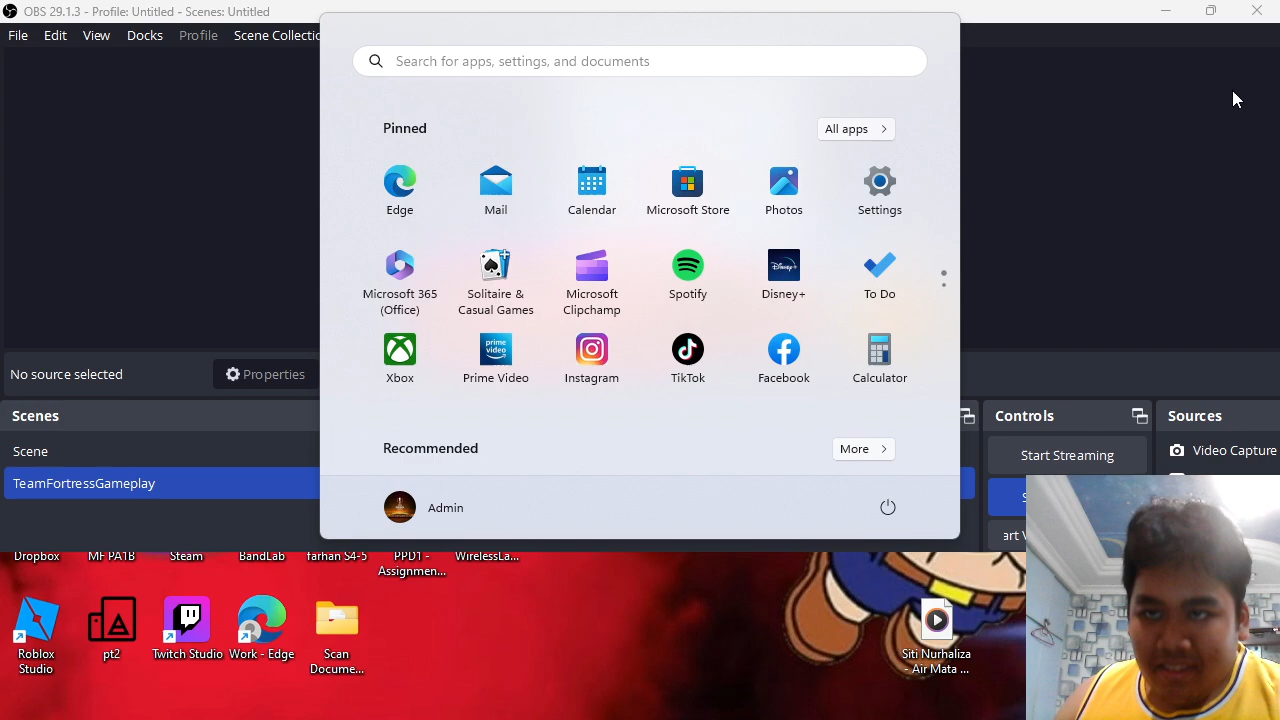 OBS 29.1.3 - Profile: Untitled - Scenes: Untitled
File Edit View Docks Profile Scene Collectio
Search for apps, settings, and documents
Pinned
All apps
Edge
Mail
Calendar
Microsoft Store
Photos
Settings
Microsoft 365
(Office)
Solitaire &
Casual Games
Microsoft
Clipchamp
Spotify
Disney+
To Do
Xbox
prime
video
Prime Video
Instagram
TikTok
Facebook
Calculator
Recommended
More
Admin
No source selected
Properties
Scenes
Scene
TeamFortressGameplay
Controls
Start Streaming
Sources
Video Capture
Dropbox
MF PA1B
Steam
BandLab
farhan S4-5
PPD1 -
Assignmen...
WirelessLa...
Roblox
Studio
pt2
Twitch Studio
Work - Edge
Scan
Docume...
Siti Nurhaliza
- Air Mata ...